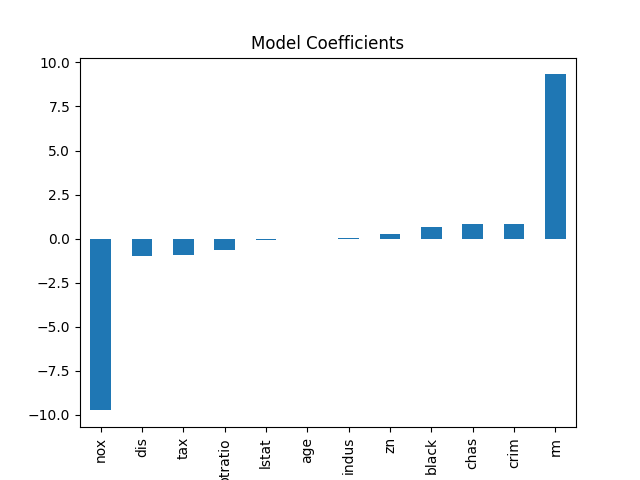 Model Coefficients
10.0
7.5
5.0
2.5
0.0
−2.5
−5.0
−7.5
−10.0
nox
dis
tax
ptratio
lstat
age
indus
zn
black
chas
crim
rm